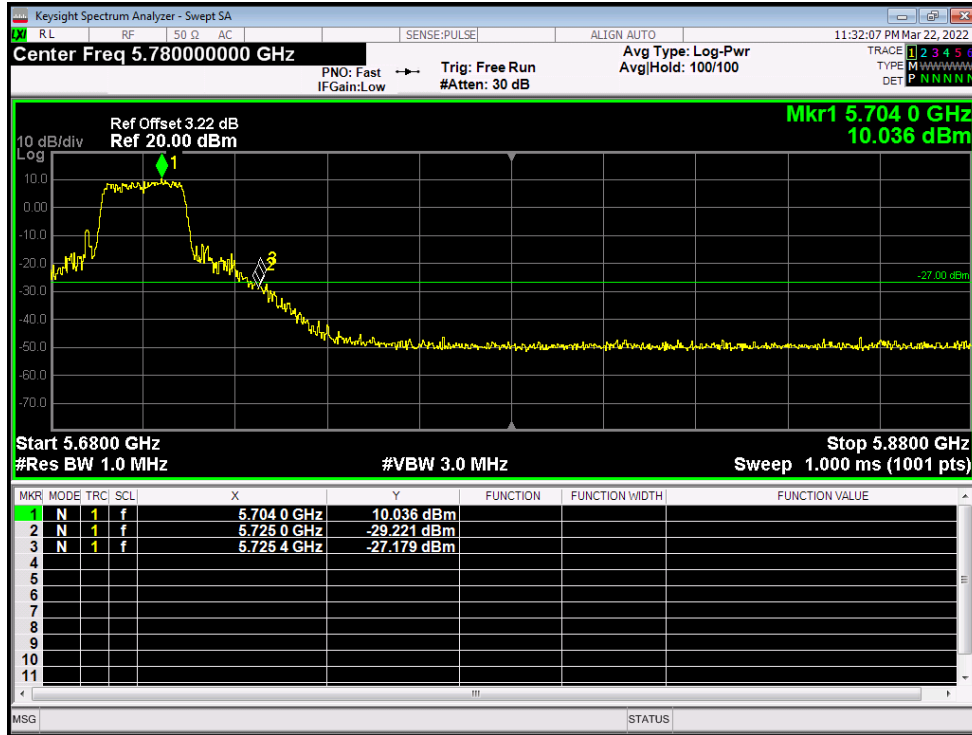 Keysight Spectrum Analyzer - Swept SA
LXI RL RF 50 Ω AC SENSE:PULSE ALIGN AUTO 11:32:07 PM Mar 22, 2022
Center Freq 5.780000000 GHz
PNO: Fast
IFGain:Low
Trig: Free Run
#Atten: 30 dB
Avg Type: Log-Pwr
Avg|Hold: 100/100
TRACE 1 2 3 4 5 6
TYPE M WWWWW
DET P N N N N N
Mkr1 5.704 0 GHz
10.036 dBm
Ref Offset 3.22 dB
10 dB/div Ref 20.00 dBm
Log
1
10.0
0.00
-10.0
-20.0
-30.0
-40.0
-50.0
-60.0
-70.0
3
2
-27.00 dBm
Start 5.6800 GHz Stop 5.8800 GHz
#Res BW 1.0 MHz #VBW 3.0 MHz Sweep 1.000 ms (1001 pts)
MKR MODE TRC SCL X Y FUNCTION FUNCTION WIDTH FUNCTION VALUE
1 N 1 f 5.704 0 GHz 10.036 dBm
2 N 1 f 5.725 0 GHz -29.221 dBm
3 N 1 f 5.725 4 GHz -27.179 dBm
4
5
6
7
8
9
10
11
MSG STATUS